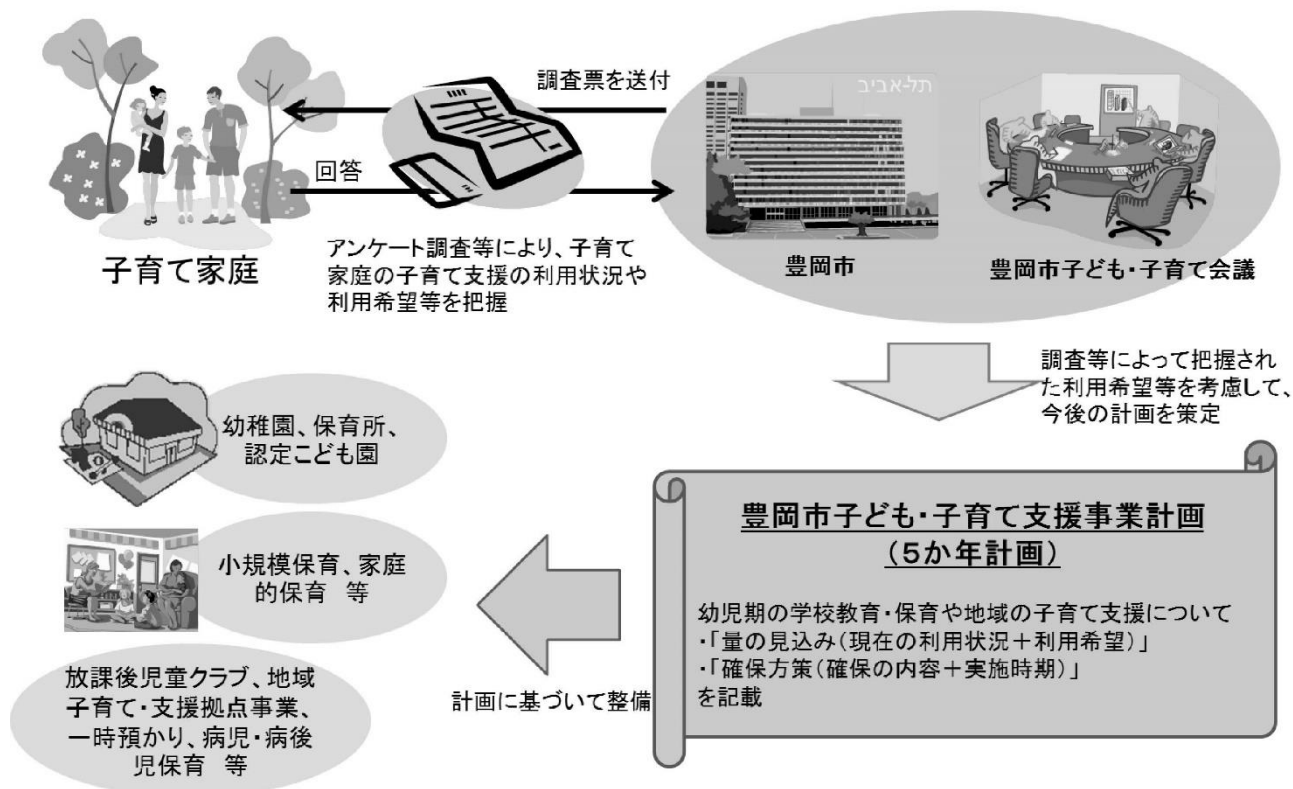 調査票を送付
回答
תל-אביב
子育て家庭
アンケート調査等により、子育て
家庭の子育て支援の利用状況や
利用希望等を把握
豊岡市
豊岡市子ども・子育て会議
調査等によって把握され
た利用希望等を考慮して、
今後の計画を策定
幼稚園、保育所、
認定こども園
小規模保育、家庭
的保育 等
放課後児童クラブ、地域
子育て・支援拠点事業、
一時預かり、病児・病後
児保育 等
計画に基づいて整備
豊岡市子ども・子育て支援事業計画
（５か年計画）
幼児期の学校教育・保育や地域の子育て支援について
・「量の見込み（現在の利用状況＋利用希望）」
・「確保方策（確保の内容＋実施時期）」
を記載